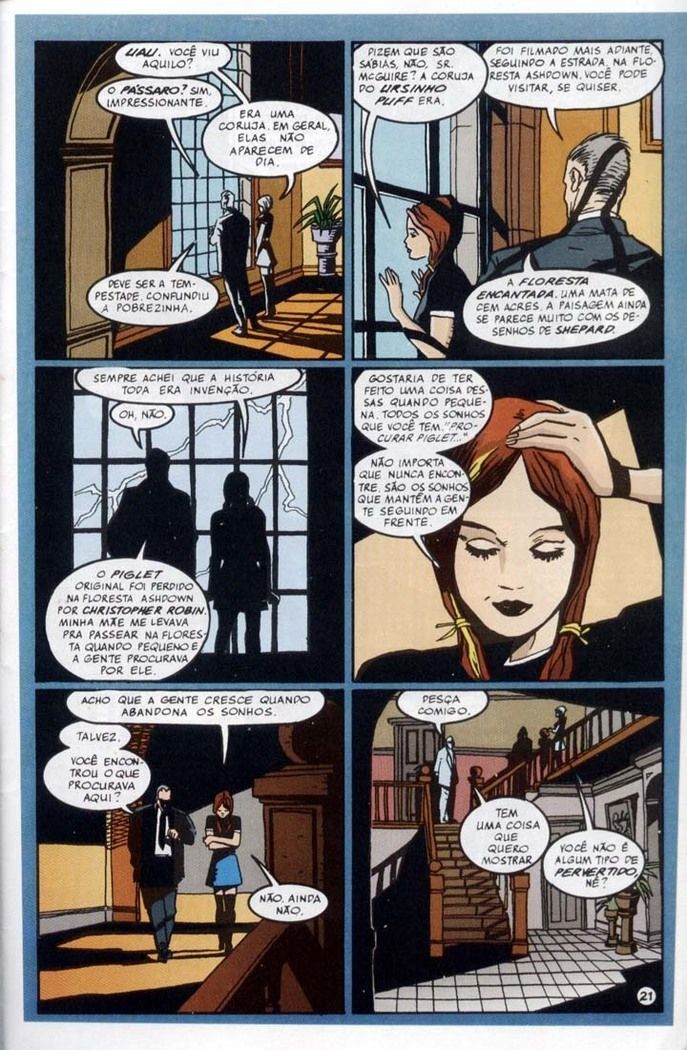 UAU. VOCÊ VIU
AQUILO?
O PÁSSARO? SIM,
IMPRESSIONANTE.
ERA UMA
CORUJA. EM GERAL,
ELAS NÃO
APARECEM DE
DIA.
DEVE SER A TEM-
PESTADE. CONFUNDIU
A POBREZINHA.
DIZEM QUE SÃO
SÁBIAS, NÃO, SR.
MCGUIRE? A CORUJA
DO URSINHO
PUFF ERA.
FOI FILMADO MAIS ADIANTE,
SEGUINDO A ESTRADA, NA FLO-
RESTA ASHDOWN. VOCÊ PODE
VISITAR, SE QUISER.
A FLORESTA
ENCANTADA. UMA MATA DE
CEM ACRES. A PAISAGEM AINDA
SE PARECE MUITO COM OS DE-
SENHOS DE SHEPARD.
SEMPRE ACHEI QUE A HISTÓRIA
TODA ERA INVENÇÃO.
OH, NÃO.
O PIGLET
ORIGINAL FOI PERDIDO
NA FLORESTA ASHDOWN
POR CHRISTOPHER ROBIN.
MINHA MÃE ME LEVAVA
PRA PASSEAR NA FLORES-
TA QUANDO PEQUENO E
A GENTE PROCURAVA
POR ELE.
GOSTARIA DE TER
FEITO UMA COISA DES-
SAS QUANDO PEQUE-
NA. TODOS OS SONHOS
QUE VOCÊ TEM. "PRO-
CURAR PIGLET..."
NÃO IMPORTA
QUE NUNCA ENCON-
TRE. SÃO OS SONHOS
QUE MANTÊM A GEN-
TE SEGUINDO EM
FRENTE.
ACHO QUE A GENTE CRESCE QUANDO
ABANDONA OS SONHOS.
TALVEZ.
VOCÊ ENCON-
TROU O QUE
PROCURAVA
AQUI?
NÃO. AINDA
NÃO.
DESÇA
COMIGO.
TEM
UMA COISA
QUE
QUERO
MOSTRAR
VOCÊ NÃO É
ALGUM TIPO DE
PERVERTIDO,
NÉ?
21